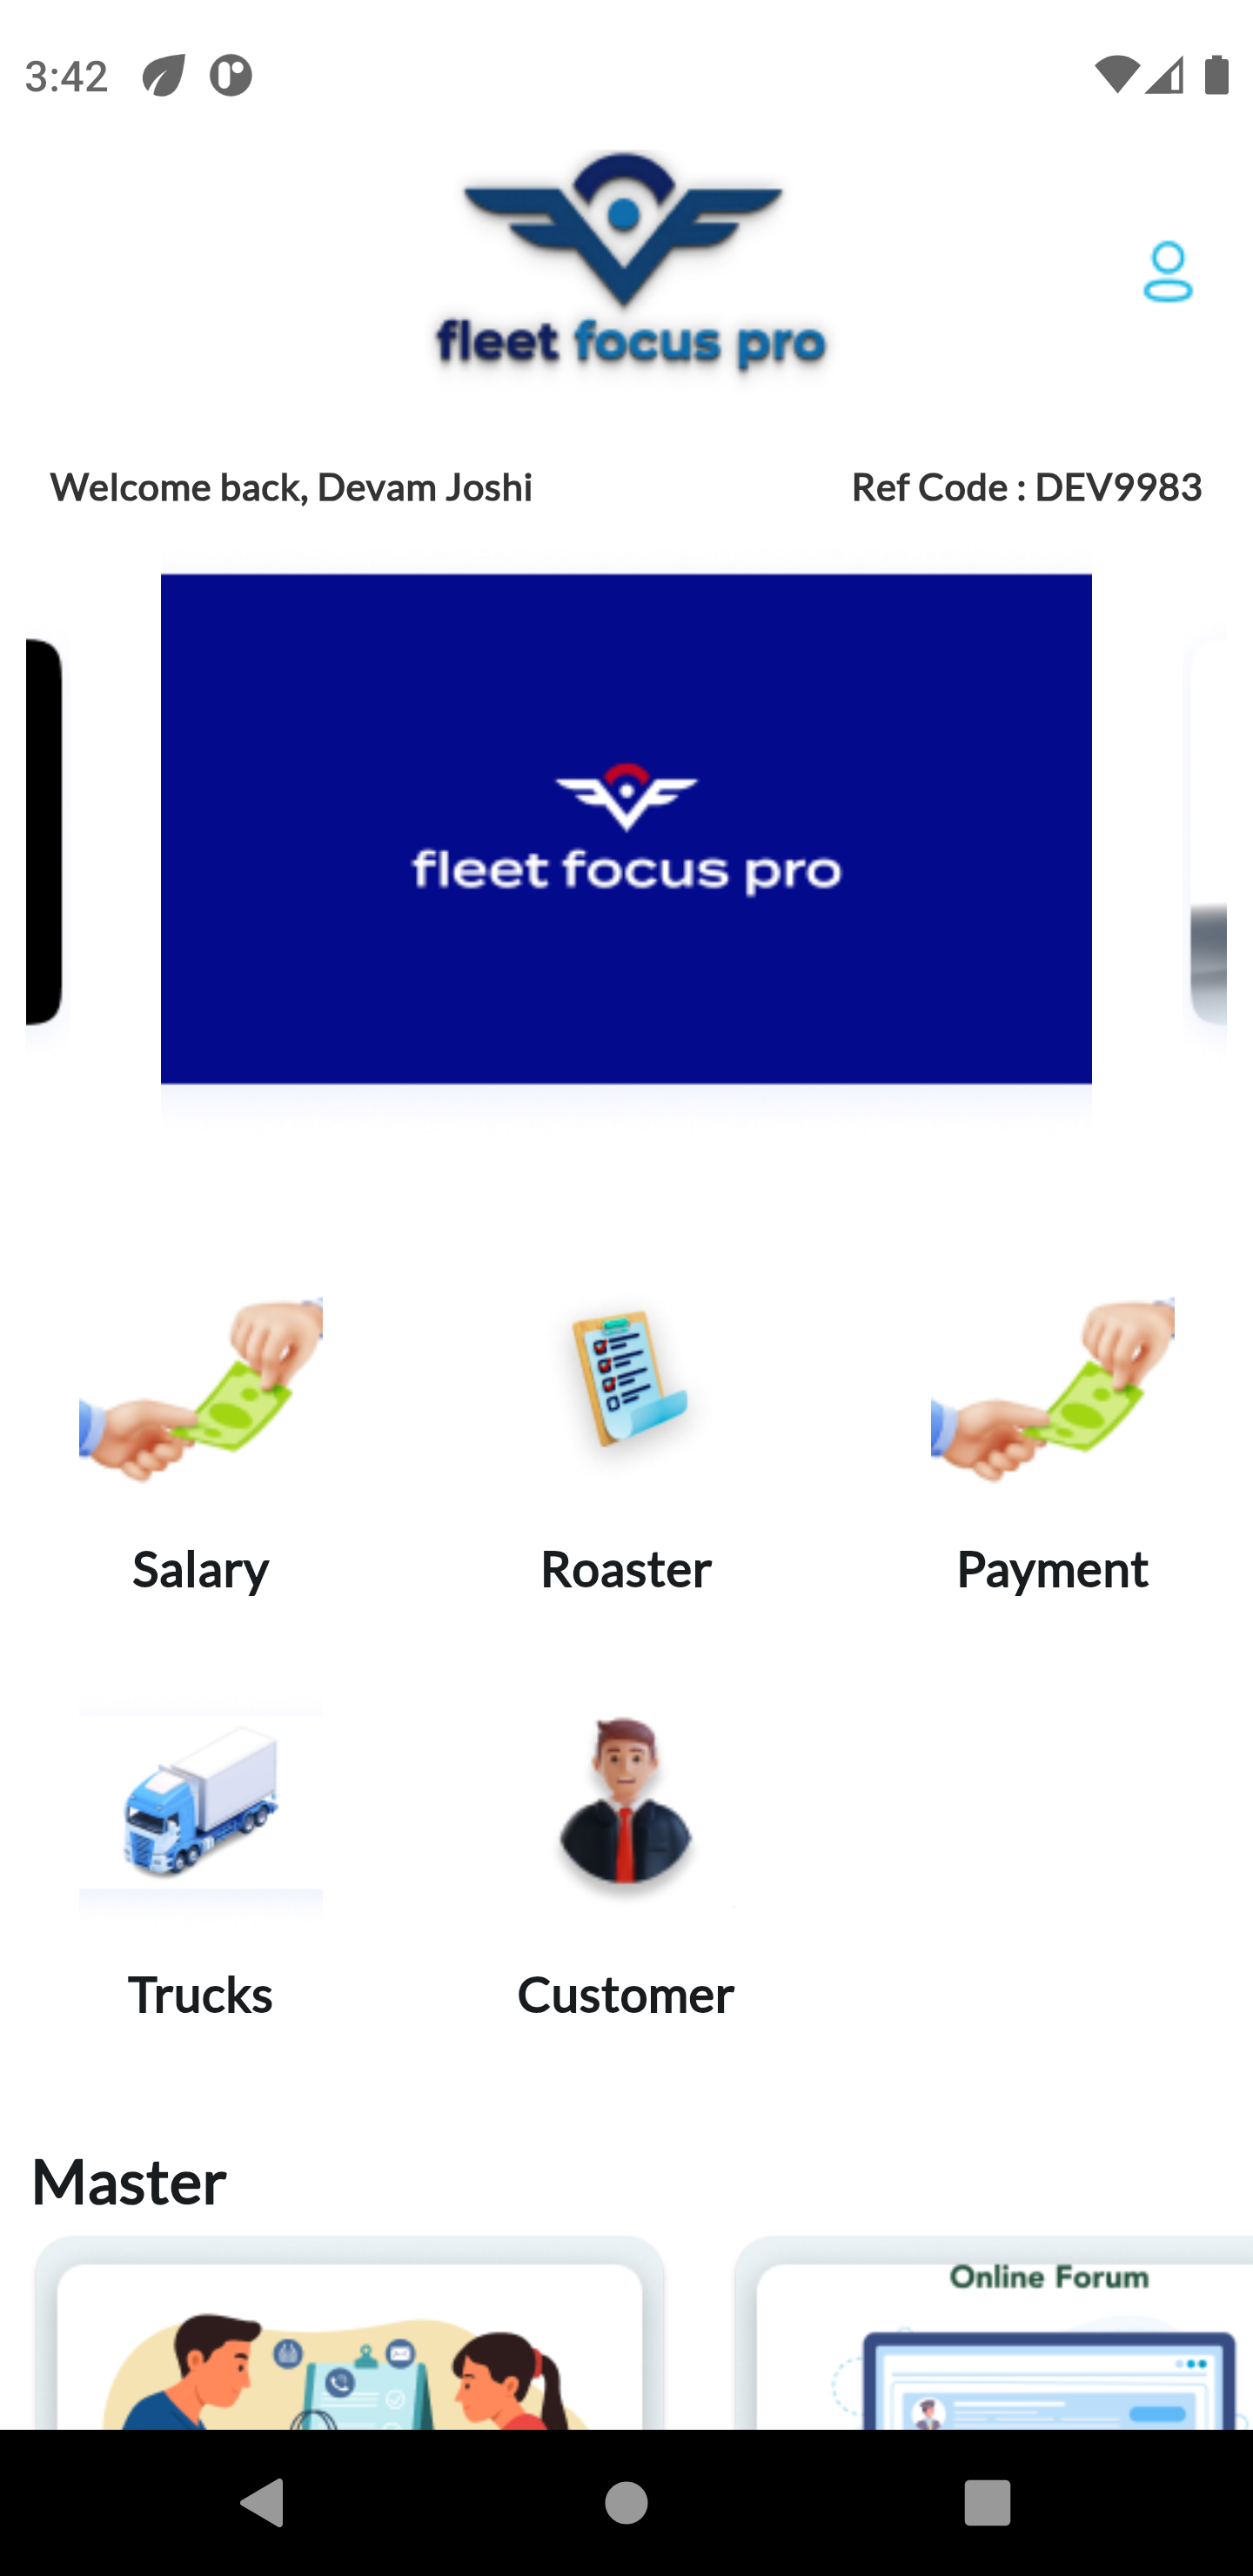 3:42
fleet focus pro
Welcome back, Devam Joshi
Ref Code : DEV9983
fleet focus pro
Salary
Roaster
Payment
Trucks
Customer
Master
Online Forum